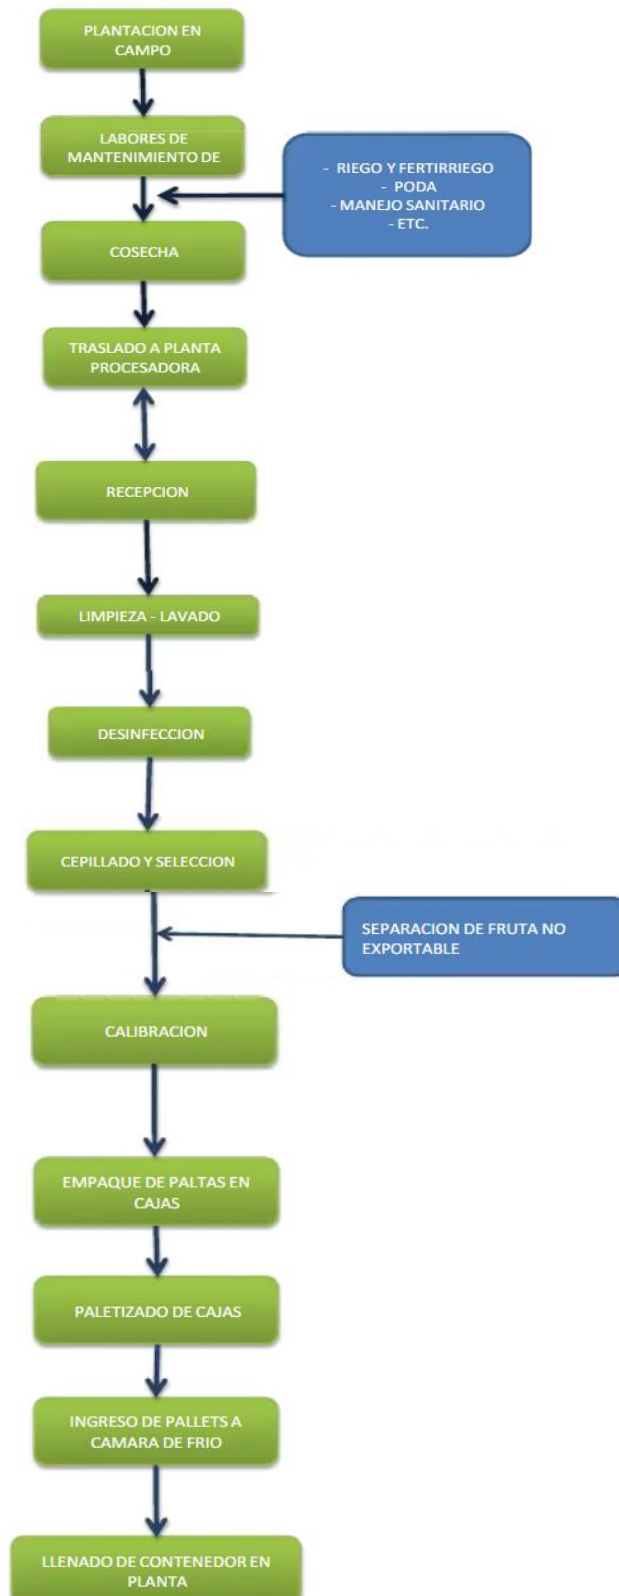 PLANTACION EN
CAMPO
LABORES DE
MANTENIMIENTO DE
- RIEGO Y FERTIRRIEGO
- PODA
- MANEJO SANITARIO
- ETC.
COSECHA
TRASLADO A PLANTA
PROCESADORA
RECEPCION
LIMPIEZA - LAVADO
DESINFECCION
CEPILLADO Y SELECCION
SEPARACION DE FRUTA NO
EXPORTABLE
CALIBRACION
EMPAQUE DE PALTAS EN
CAJAS
PALETIZADO DE CAJAS
INGRESO DE PALLETS A
CAMARA DE FRIO
LLENADO DE CONTENEDOR EN
PLANTA